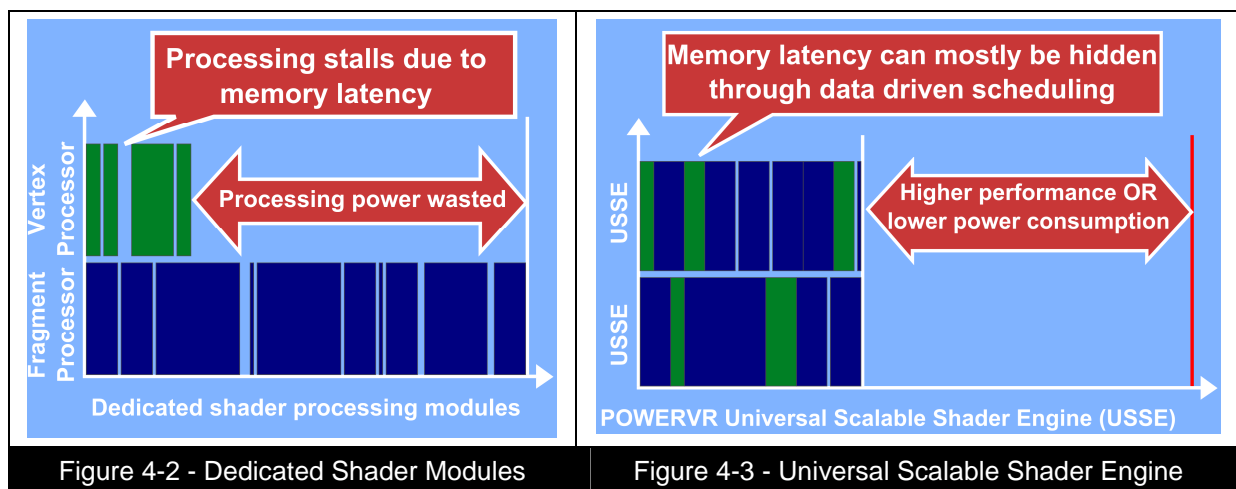 Processing stalls due to
memory latency
Vertex
Processor
Processing power wasted
Fragment
Processor
Dedicated shader processing modules
Figure 4-2 - Dedicated Shader Modules
Memory latency can mostly be hidden
through data driven scheduling
USSE
Higher performance OR
lower power consumption
USSE
POWERVR Universal Scalable Shader Engine (USSE)
Figure 4-3 - Universal Scalable Shader Engine